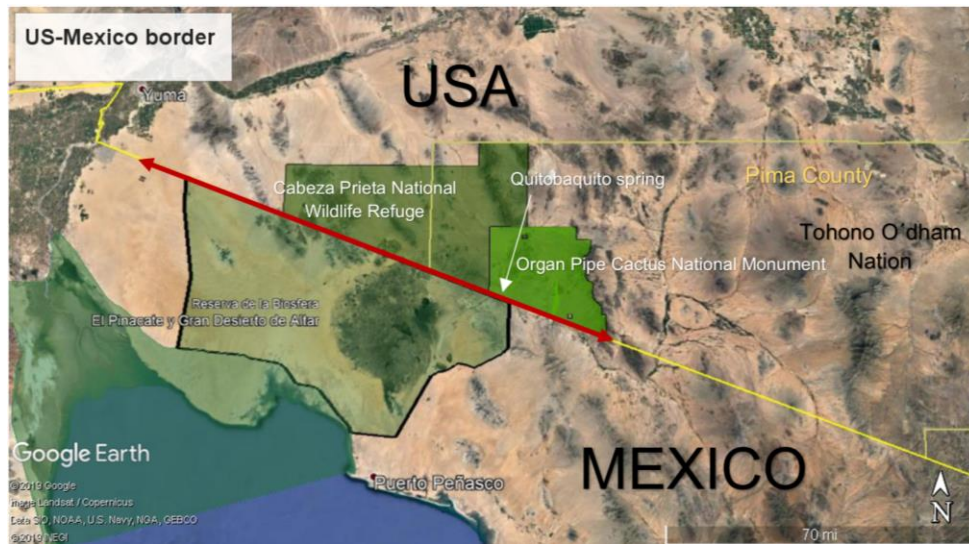 US-Mexico border
USA
Yuma
Cabeza Prieta National
Wildlife Refuge
Quitobaquito spring
Pima County
Tohono O´dham
Nation
Organ Pipe Cactus National Monument
Reserva de la Biosfera
El Pinacate y Gran Desierto de Altar
MEXICO
Puerto Peñasco
Google Earth
©2019 Google
Image Landsat / Copernicus
Data SIO, NOAA, U.S. Navy, NGA, GEBCO
©2019 INEGI
N
70 mi